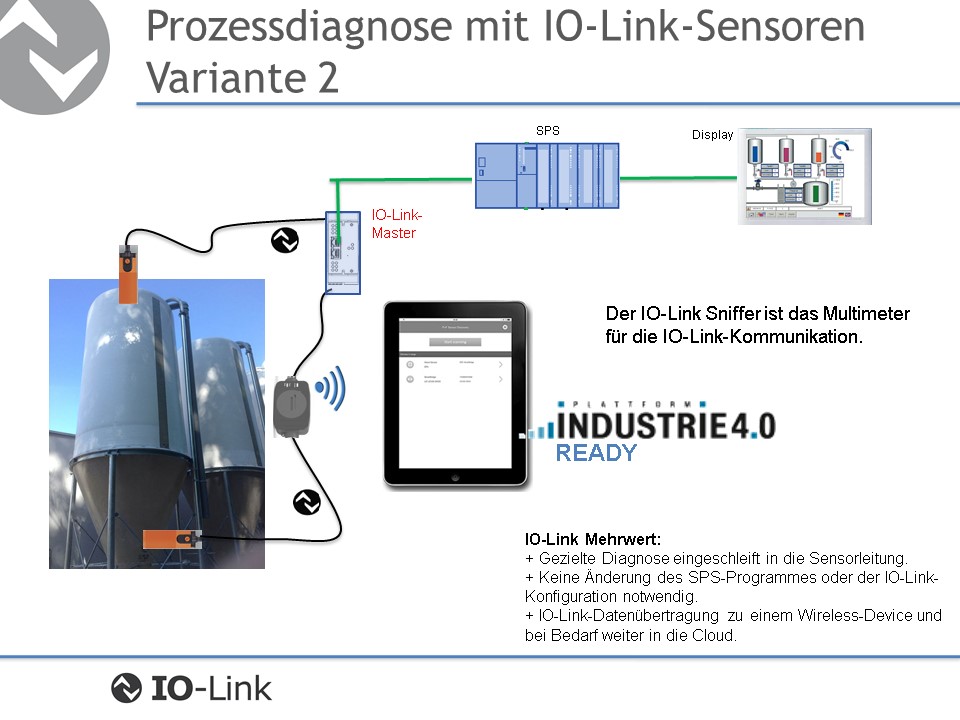 Prozessdiagnose mit IO-Link-Sensoren
Variante 2
SPS
Display
IO-Link-
Master
Der IO-Link Sniffer ist das Multimeter
für die IO-Link-Kommunikation.
PLATTFORM
INDUSTRIE4.0
READY
IO-Link Mehrwert:
+ Gezielte Diagnose eingeschleift in die Sensorleitung.
+ Keine Änderung des SPS-Programmes oder der IO-Link-
Konfiguration notwendig.
+ IO-Link-Datenübertragung zu einem Wireless-Device und
bei Bedarf weiter in die Cloud.
IO-Link